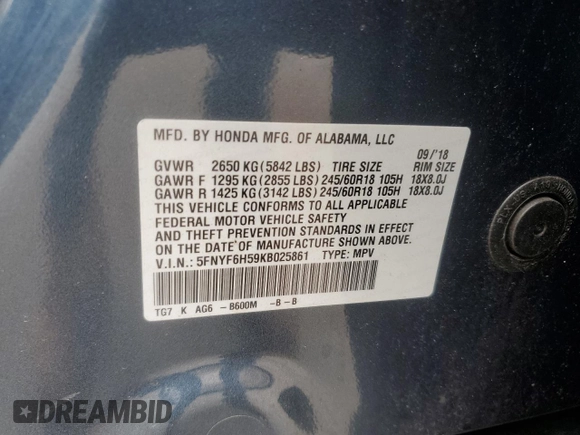 MFD. BY HONDA MFG. OF ALABAMA, LLC
09/'18
GVWR 2650 KG (5842 LBS) TIRE SIZE RIM SIZE
GAWR F 1295 KG (2855 LBS) 245/60R18 105H 18X8.0J
GAWR R 1425 KG (3142 LBS) 245/60R18 105H 18X8.0J
THIS VEHICLE CONFORMS TO ALL APPLICABLE
FEDERAL MOTOR VEHICLE SAFETY
AND THEFT PREVENTION STANDARDS IN EFFECT
ON THE DATE OF MANUFACTURE SHOWN ABOVE.
V.I.N.: 5FNYF6H59KB025861 TYPE: MPV
TG7 K AG6 -B600M -B-B
DREAMBID